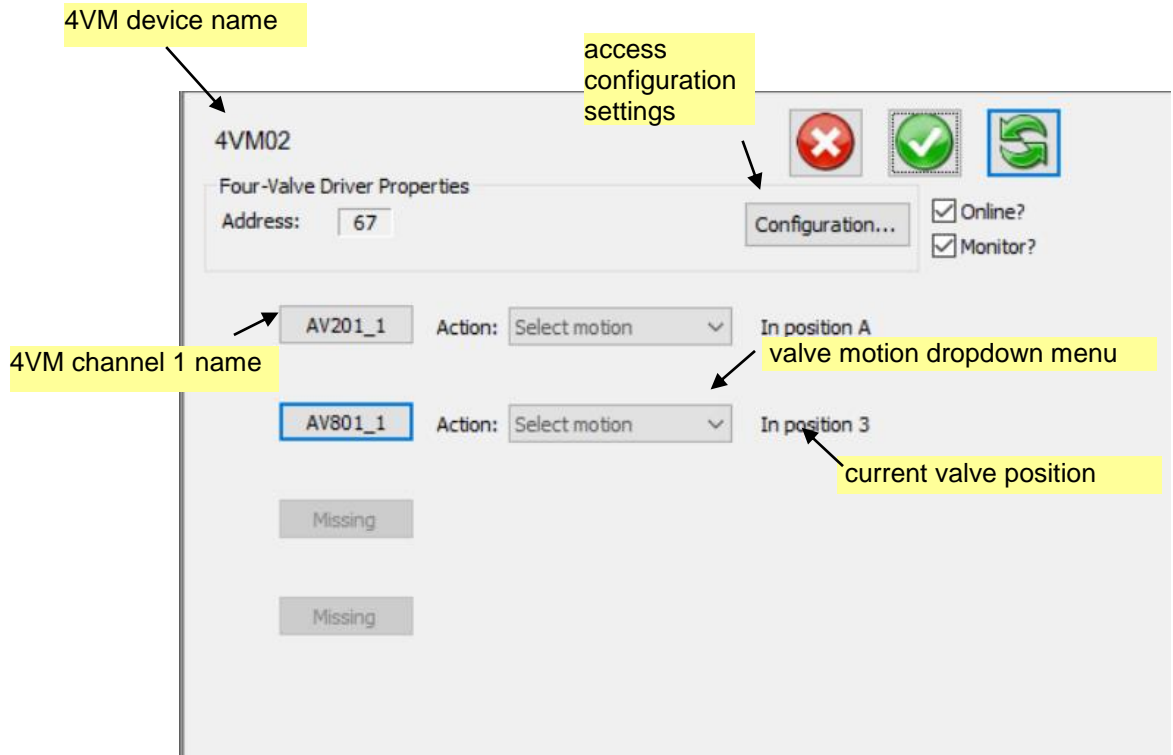 4VM device name
access
configuration
settings
4VM02
Four-Valve Driver Properties
Address: 67
Configuration...
Online?
Monitor?
AV201_1 Action: Select motion In position A
4VM channel 1 name
valve motion dropdown menu
AV801_1 Action: Select motion In position 3
current valve position
Missing
Missing